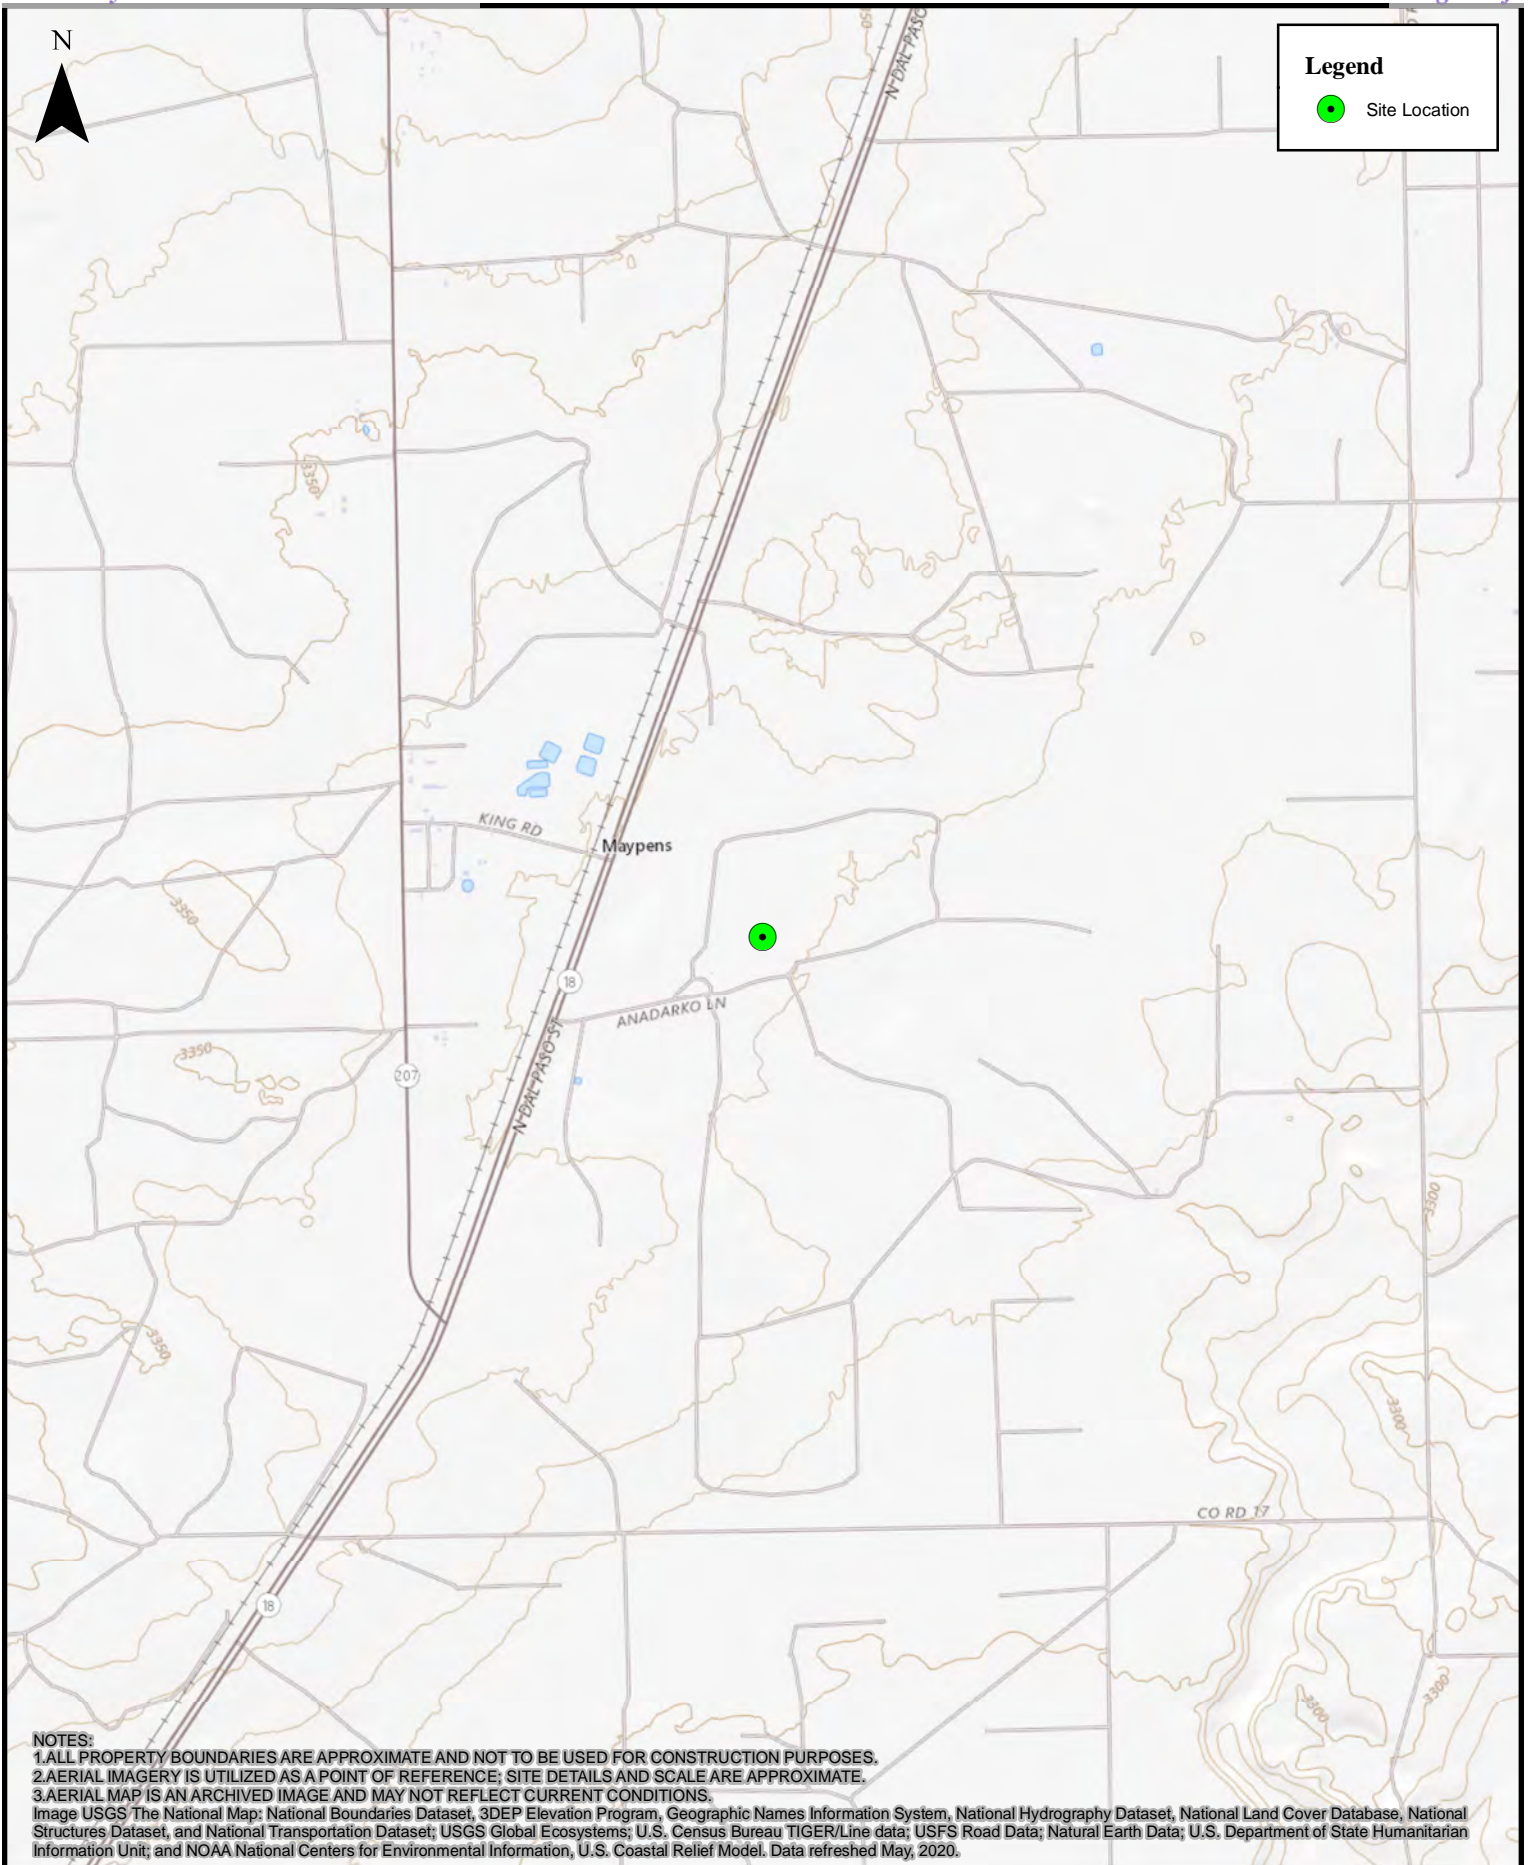 N
N DAL PASO
Legend
Site Location
3350
KING RD
Maypens
3350
18
ANADARKO LN
3350
207
N DAL PASO ST
3300
3350
3300
CO RD 17
18
3300
3300
NOTES:
1.ALL PROPERTY BOUNDARIES ARE APPROXIMATE AND NOT TO BE USED FOR CONSTRUCTION PURPOSES.
2.AERIAL IMAGERY IS UTILIZED AS A POINT OF REFERENCE; SITE DETAILS AND SCALE ARE APPROXIMATE.
3.AERIAL MAP IS AN ARCHIVED IMAGE AND MAY NOT REFLECT CURRENT CONDITIONS.
Image USGS The National Map: National Boundaries Dataset, 3DEP Elevation Program, Geographic Names Information System, National Hydrography Dataset, National Land Cover Database, National
Structures Dataset, and National Transportation Dataset; USGS Global Ecosystems; U.S. Census Bureau TIGER/Line data; USFS Road Data; Natural Earth Data; U.S. Department of State Humanitarian
Information Unit; and NOAA National Centers for Environmental Information, U.S. Coastal Relief Model. Data refreshed May, 2020.